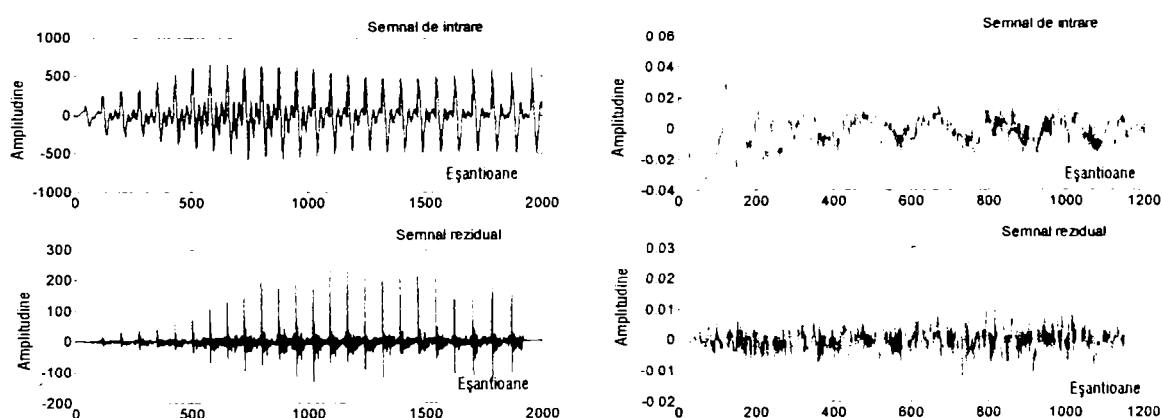 Semnal de intrare
1000
500
0
-500
-1000
Amplitudine
Eşantioane
0 500 1000 1500 2000
Semnal rezidual
300
200
100
0
-100
-200
Amplitudine
Eşantioane
0 500 1000 1500 2000
Semnal de intrare
0.06
0.04
0.02
0
-0.02
-0.04
Amplitudine
Eşantioane
0 200 400 600 800 1000 1200
Semnal rezidual
0.03
0.02
0.01
0
-0.01
-0.02
Amplitudine
Eşantioane
0 200 400 600 800 1000 1200